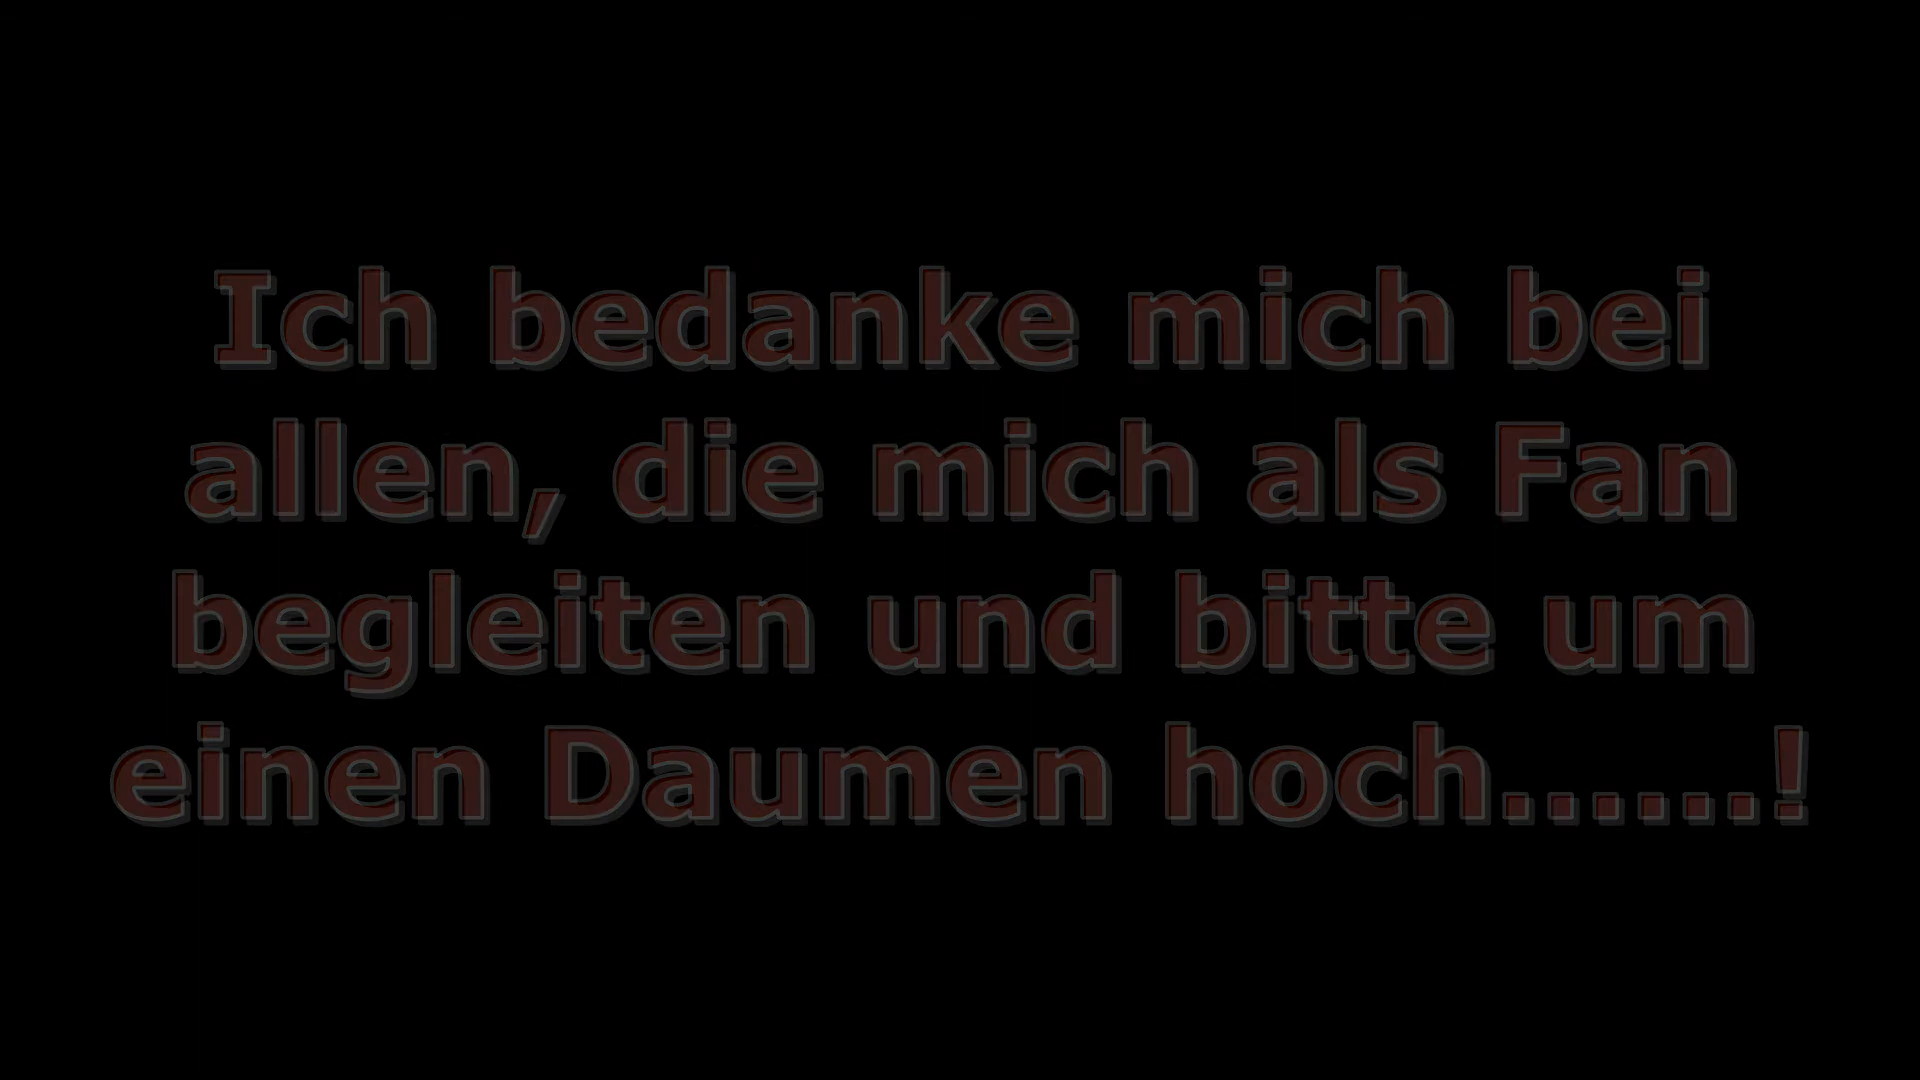 Ich bedanke mich bei
allen, die mich als Fan
begleiten und bitte um
einen Daumen hoch......!